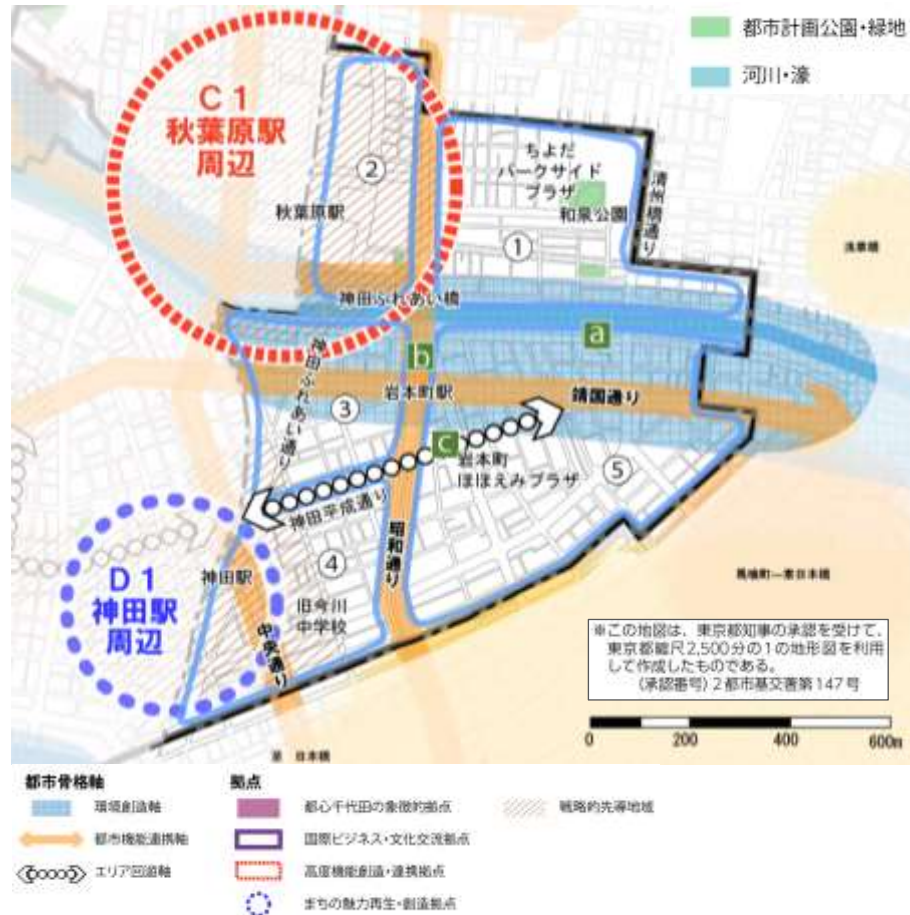 都市計画公園・緑地
河川・濠
C1
秋葉原駅
周辺
②
秋葉原駅
ちよだ
パークサイド
プラザ
和泉公園
清洲橋通り
浅草橋
①
神田ふれあい橋
a
b
神田ふれあい通り
岩本町駅
靖国通り
③
c
岩本町
ほほえみプラザ
⑤
神田平成通り
昭和通り
④
神田駅
D1
神田駅
周辺
旧今川
中学校
中央通り
馬喰町―東日本橋
※この地図は、東京都知事の承認を受けて、
東京都縮尺2,500分の1の地形図を利用
して作成したものである。
(承認番号)2都市基交著第147号
0 200 400 600m
至 日本橋
都市骨格軸
環境創造軸
都市機能連携軸
エリア回遊軸
拠点
都心千代田の象徴的拠点
国際ビジネス・文化交流拠点
高度機能創造・連携拠点
まちの魅力再生・創造拠点
戦略的先導地域